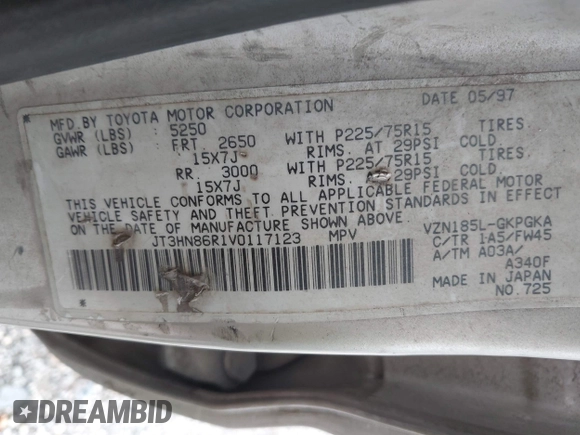 MFD.BY TOYOTA MOTOR CORPORATION DATE 05/97
GVWR (LBS) 5250
GAWR (LBS) FRT. 2650 WITH P225/75R15 TIRES,
15X7J RIMS, AT 29PSI COLD.
RR. 3000 WITH P225/75R15 TIRES,
15X7J RIMS, 29PSI COLD.
THIS VEHICLE CONFORMS TO ALL APPLICABLE FEDERAL MOTOR
VEHICLE SAFETY AND THEFT PREVENTION STANDARDS IN EFFECT
ON THE DATE OF MANUFACTURE SHOWN ABOVE.
JT3HN86R1V0117123 MPV
VZN185L-GKPGKA
C/TR 1A5/FW45
A/TM A03A/
A340F
MADE IN JAPAN
NO.725
DREAMBID